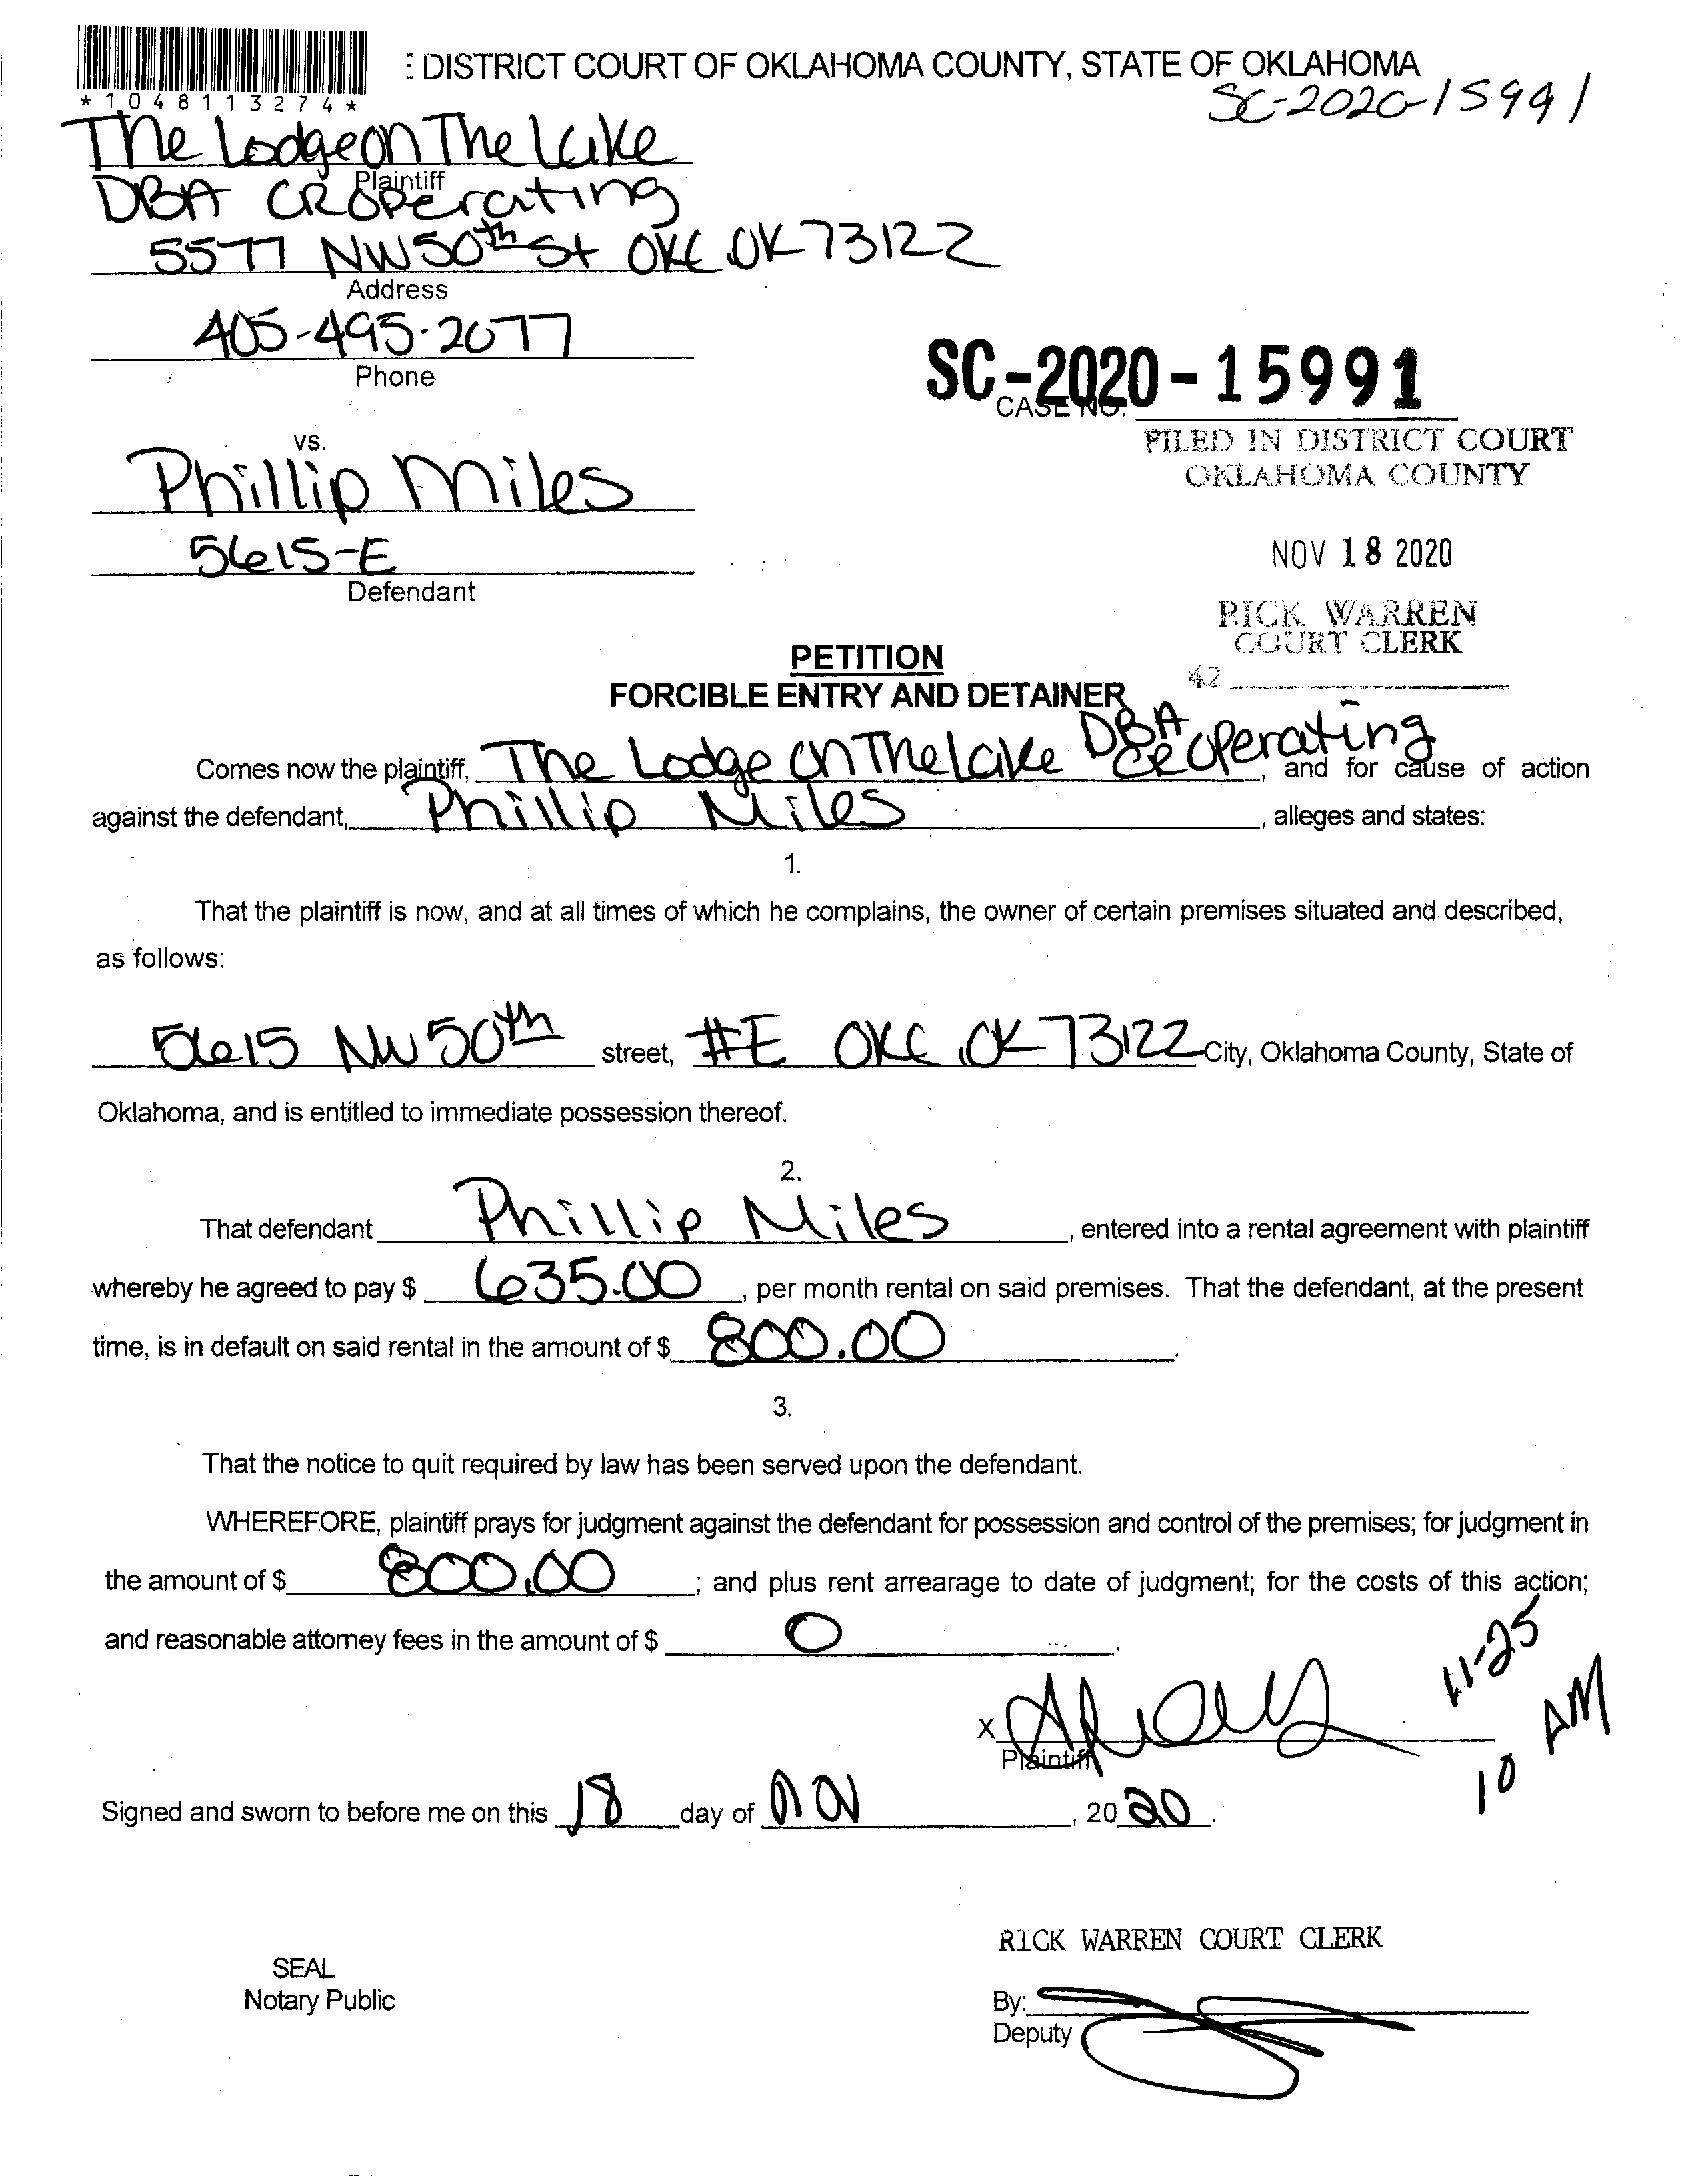 : DISTRICT COURT OF OKLAHOMA COUNTY, STATE OF OKLAHOMA
*1048113274*
SC-2020-15991
The Lodge on The Lake
Plaintiff
DBA CR Operating
5577 NW 50th St OKC OK 73122
Address
405-495-2077
Phone
SC-2020-15991
CASE NO.
FILED IN DISTRICT COURT
OKLAHOMA COUNTY
vs.
Phillip Miles
5615-E
Defendant
NOV 18 2020
RICK WARREN
COURT CLERK
42
PETITION
FORCIBLE ENTRY AND DETAINER
Comes now the plaintiff, The Lodge on The Lake DBA CR Operating, and for cause of action
against the defendant, Phillip Miles, alleges and states:
1.
That the plaintiff is now, and at all times of which he complains, the owner of certain premises situated and described,
as follows:
5615 NW 50th street, #E OKC OK 73122 City, Oklahoma County, State of
Oklahoma, and is entitled to immediate possession thereof.
2.
That defendant Phillip Miles, entered into a rental agreement with plaintiff
whereby he agreed to pay $ 635.00, per month rental on said premises. That the defendant, at the present
time, is in default on said rental in the amount of $ 800.00.
3.
That the notice to quit required by law has been served upon the defendant.
WHEREFORE, plaintiff prays for judgment against the defendant for possession and control of the premises; for judgment in
the amount of $ 800.00; and plus rent arrearage to date of judgment; for the costs of this action;
and reasonable attorney fees in the amount of $ 0.
11-25
10 AM
X
Plaintiff
Signed and sworn to before me on this 18 day of NOV, 2020.
RICK WARREN COURT CLERK
SEAL
Notary Public
By:
Deputy